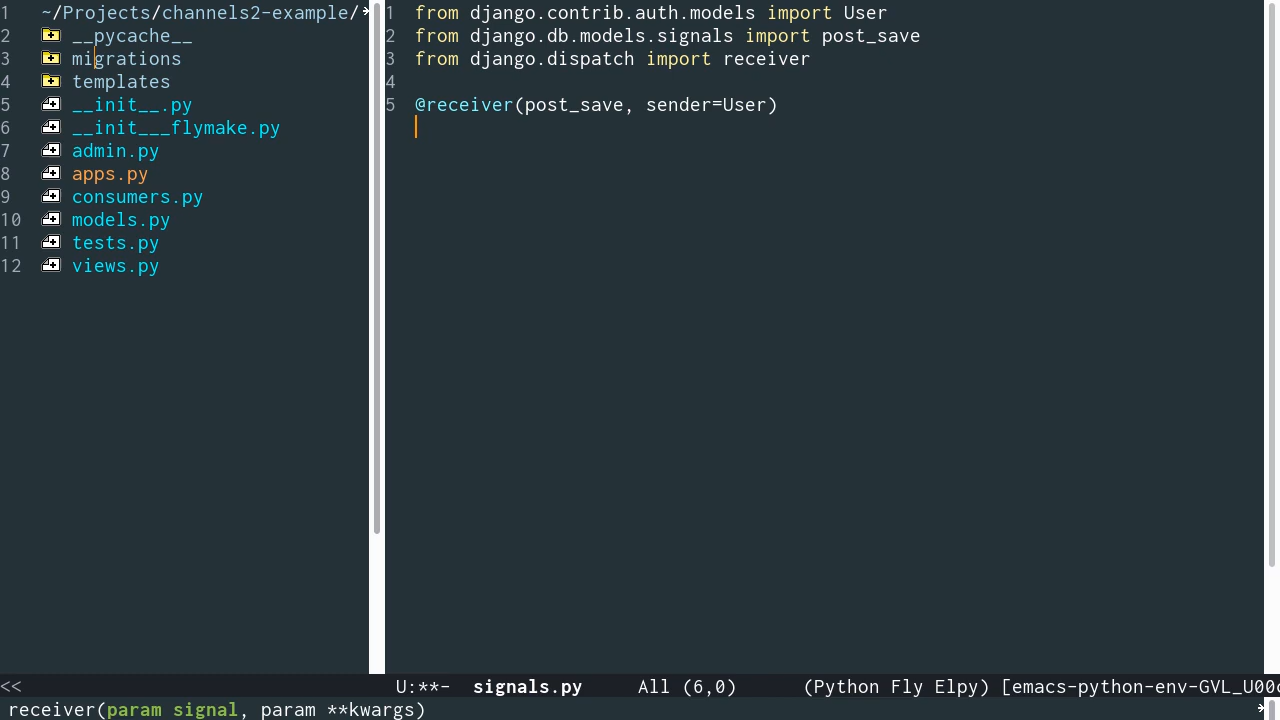 1 ~/Projects/channels2-example/
2 __pycache__
3 migrations
4 templates
5 __init__.py
6 __init___flymake.py
7 admin.py
8 apps.py
9 consumers.py
10 models.py
11 tests.py
12 views.py
1 from django.contrib.auth.models import User
2 from django.db.models.signals import post_save
3 from django.dispatch import receiver
4
5 @receiver(post_save, sender=User)
<< U:**- signals.py All (6,0) (Python Fly Elpy) [emacs-python-env-GVL_U00
receiver(param signal, param **kwargs)